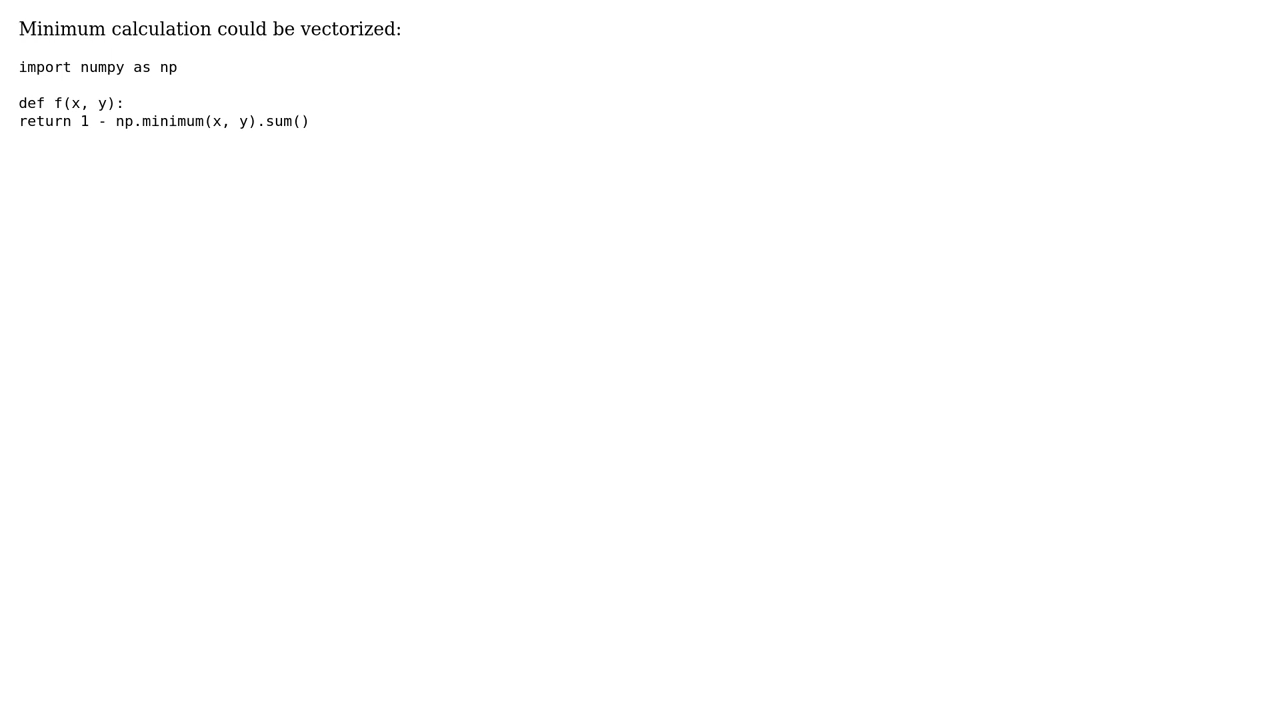 Minimum calculation could be vectorized:
import numpy as np
def f(x, y):
return 1 - np.minimum(x, y).sum()